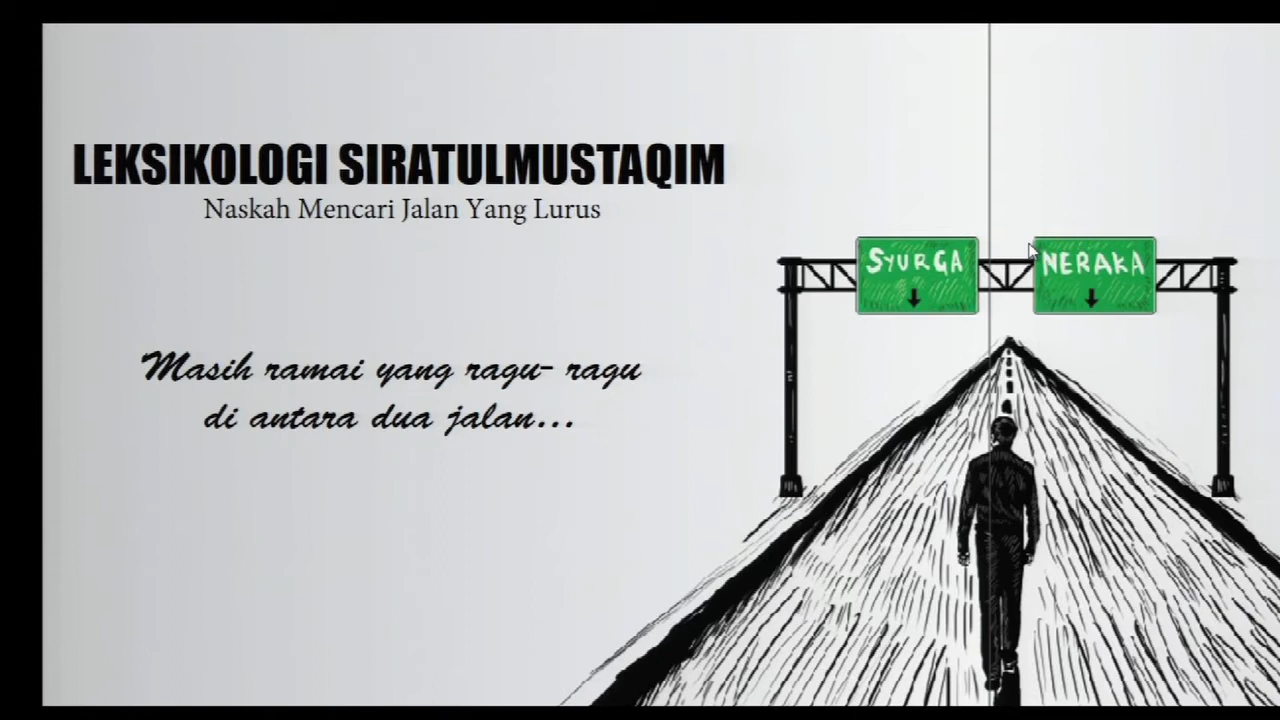 LEKSIKOLOGI SIRATULMUSTAQIM
Naskah Mencari Jalan Yang Lurus
SYURGA
NERAKA
Masih ramai yang ragu- ragu
di antara dua jalan...